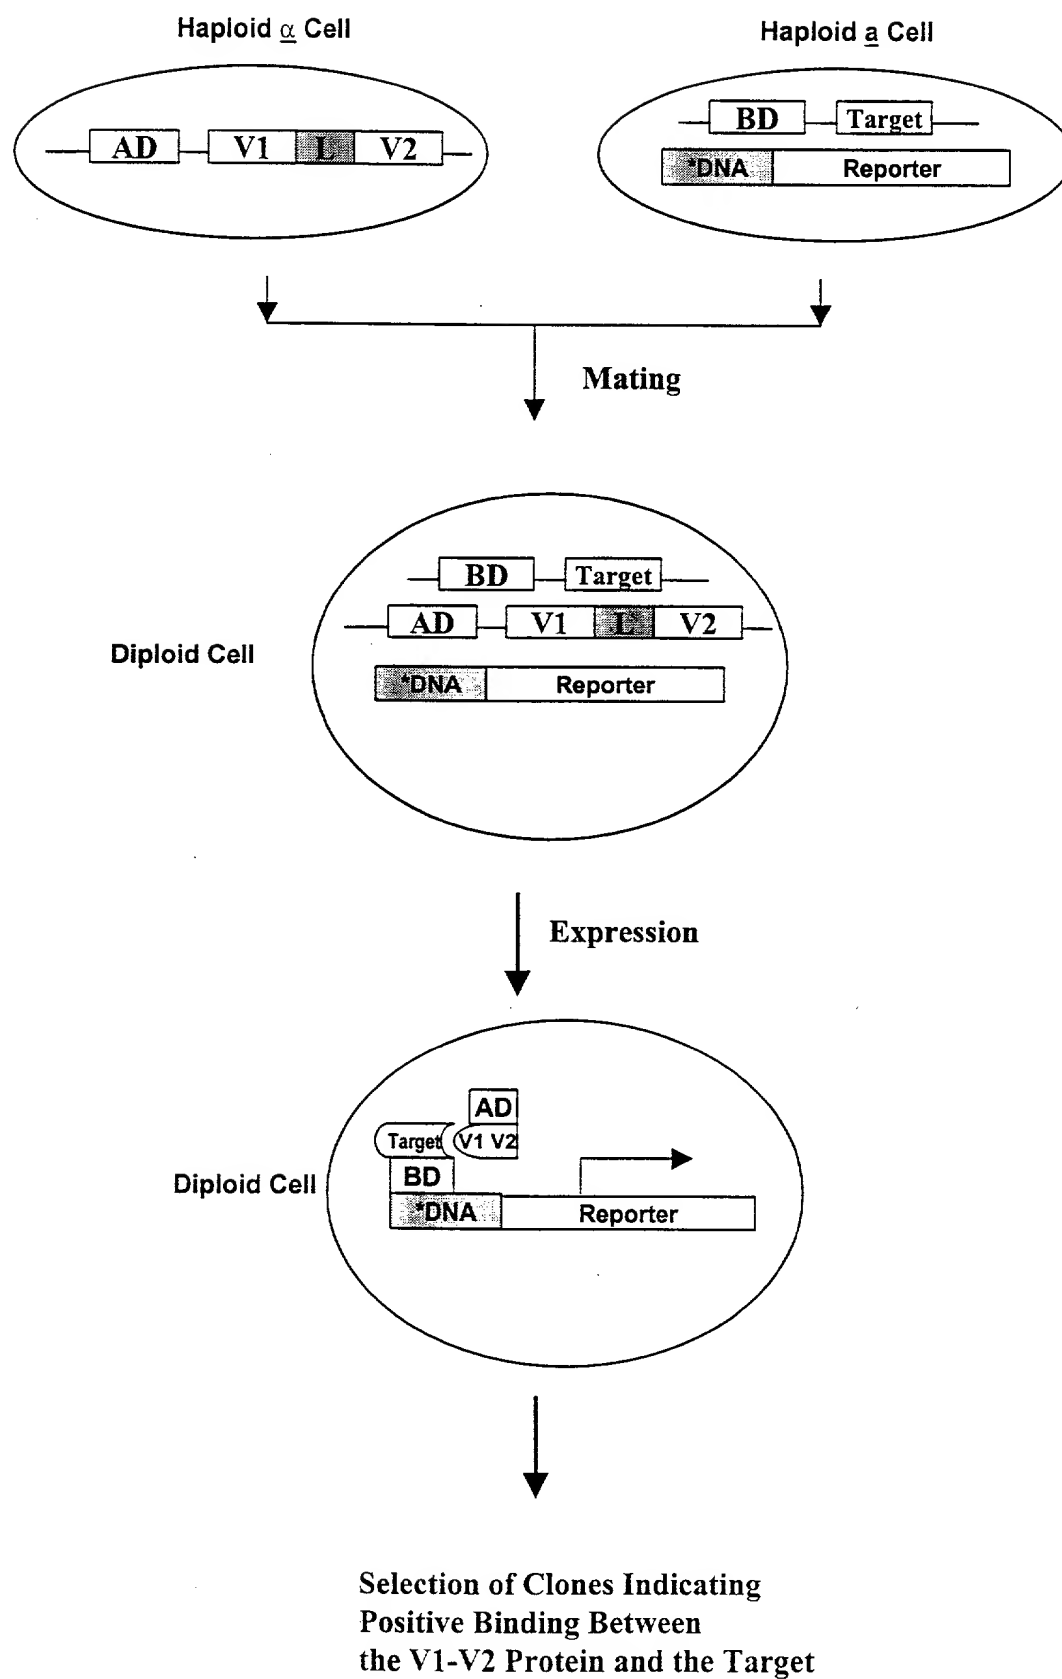 Haploid α Cell
Haploid a Cell
AD V1 L V2
BD Target
*DNA Reporter
Mating
BD Target
AD V1 L V2
*DNA Reporter
Diploid Cell
Expression
AD
Target V1 V2
BD
*DNA Reporter
Diploid Cell
Selection of Clones Indicating
Positive Binding Between
the V1-V2 Protein and the Target